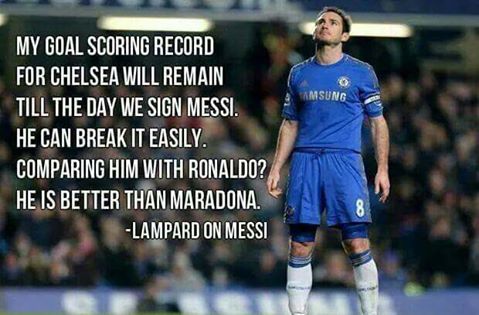 MY GOAL SCORING RECORD
FOR CHELSEA WILL REMAIN
TILL THE DAY WE SIGN MESSI.
HE CAN BREAK IT EASILY.
COMPARING HIM WITH RONALDO?
HE IS BETTER THAN MARADONA.
-LAMPARD ON MESSI
SAMSUNG
8